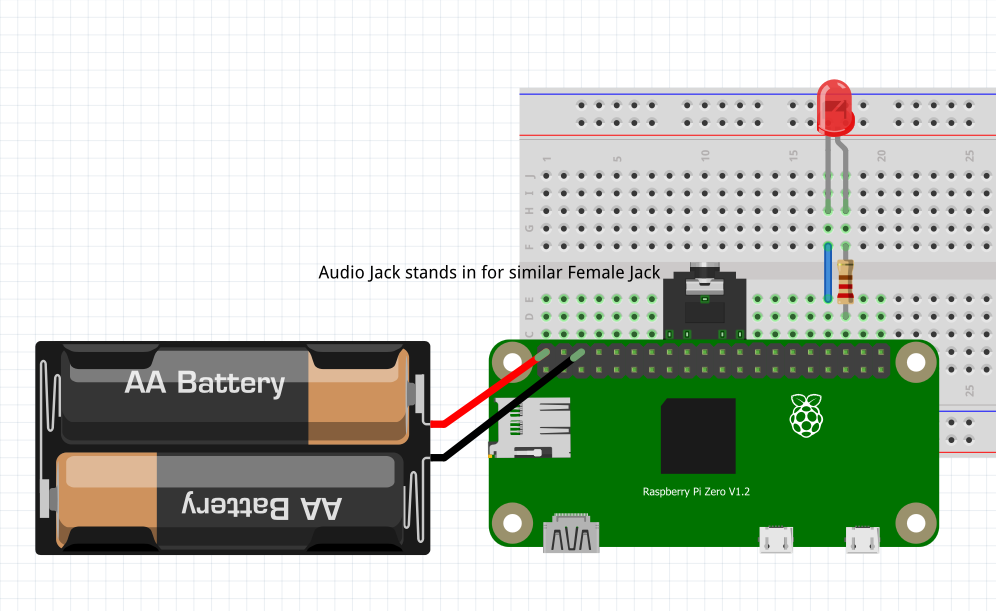 1 5 10 15 20 25
J
I
H
G
F
Audio Jack stands in for similar Female Jack
E
D
C
AA Battery
25
Raspberry Pi Zero V1.2
AA Battery